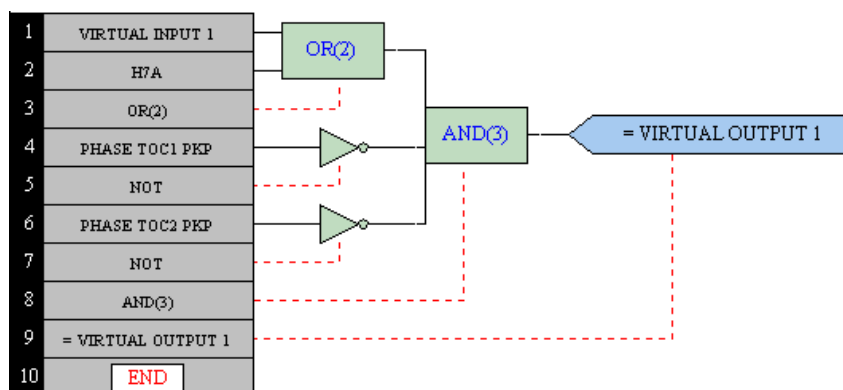 1 VIRTUAL INPUT 1
2 H7A
3 OR(2)
4 PHASE TOC1 PKP
5 NOT
6 PHASE TOC2 PKP
7 NOT
8 AND(3)
9 = VIRTUAL OUTPUT 1
10 END
OR(2)
AND(3)
= VIRTUAL OUTPUT 1